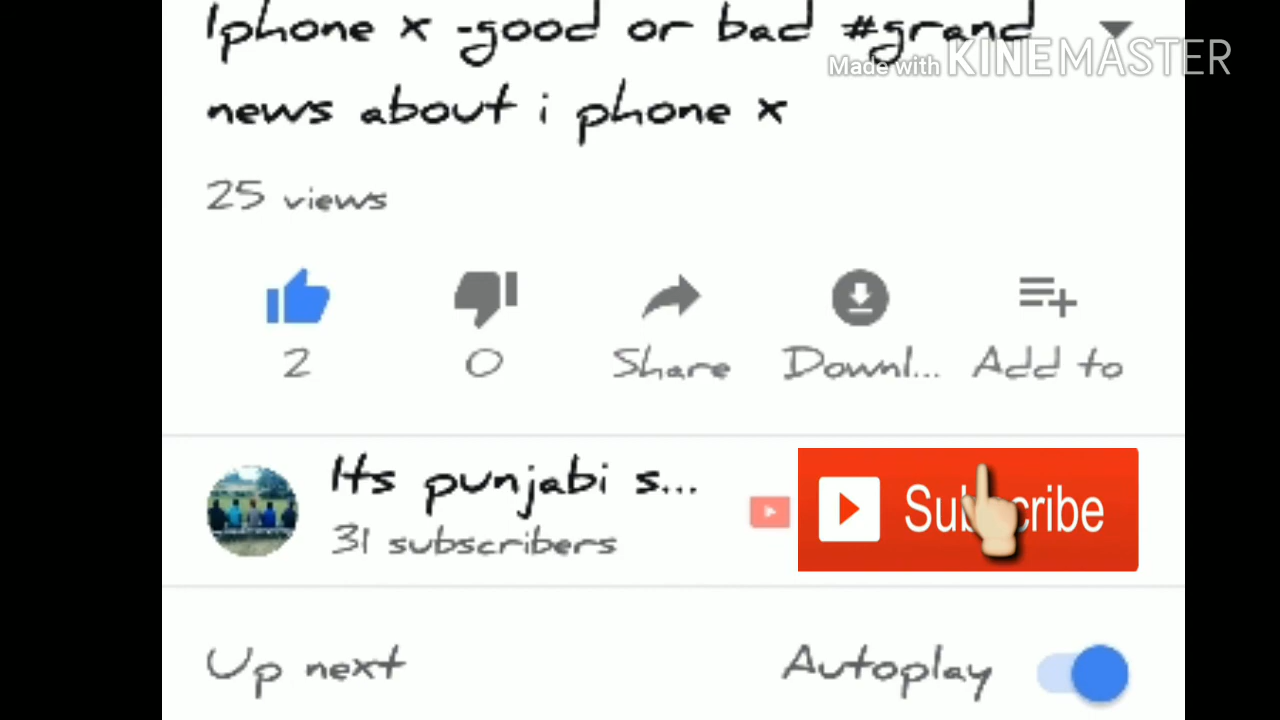 Iphone x -good or bad #grand
Made with KINEMASTER
news about i phone x
25 views
2 0 Share Downl... Add to
Its punjabi s...
Subscribe
31 subscribers
Up next Autoplay